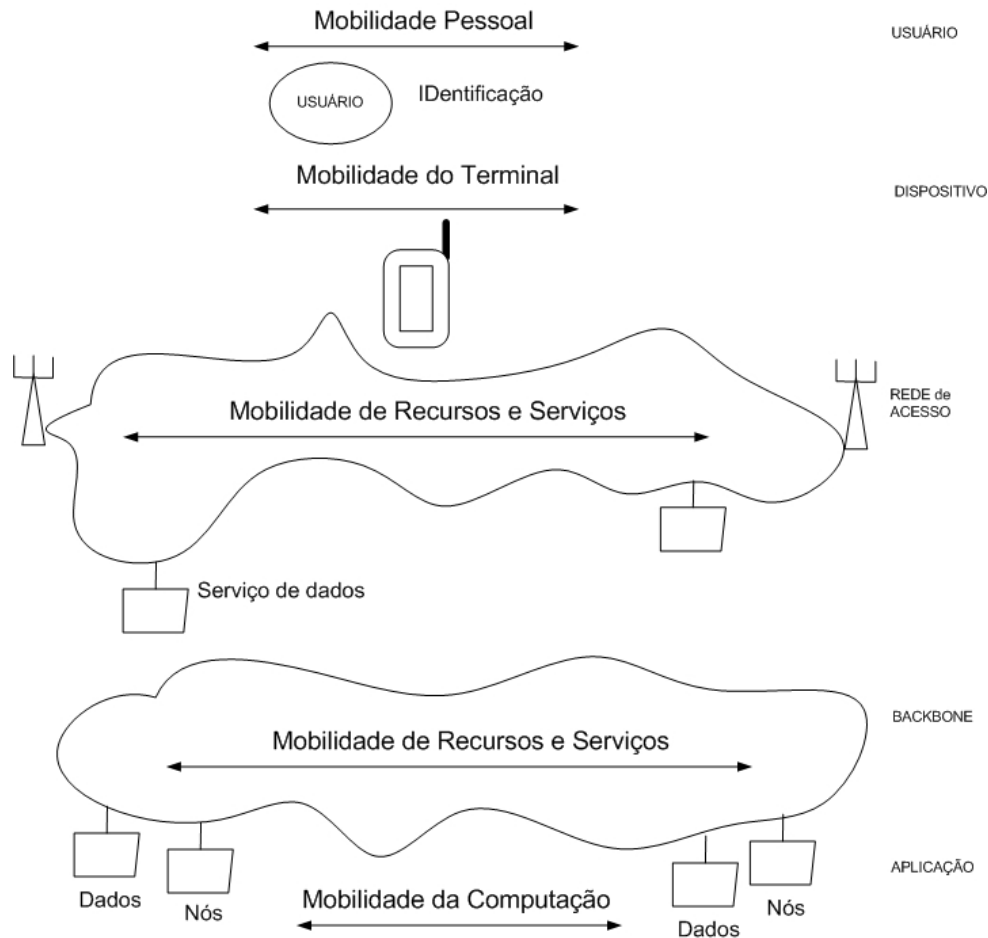 Mobilidade Pessoal
USUÁRIO
USUÁRIO
IDentificação
Mobilidade do Terminal
DISPOSITIVO
Mobilidade de Recursos e Serviços
REDE de
ACESSO
Serviço de dados
BACKBONE
Mobilidade de Recursos e Serviços
APLICAÇÃO
Dados
Nós
Mobilidade da Computação
Dados
Nós